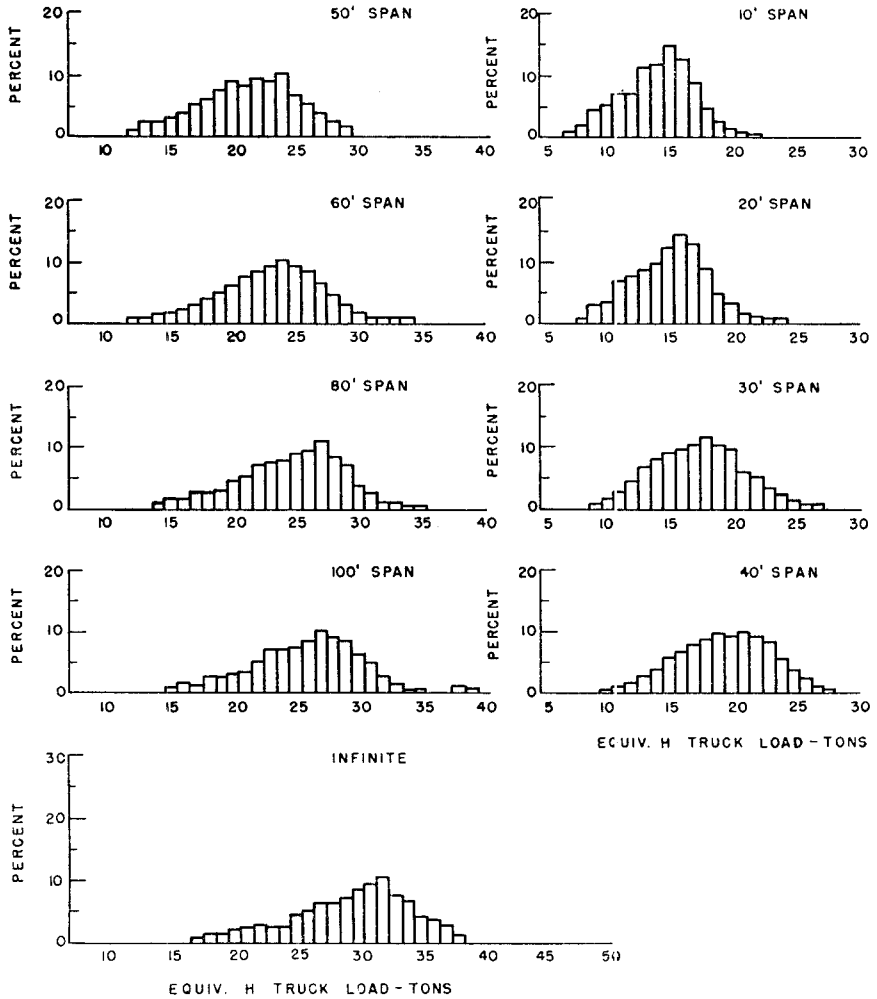 50' SPAN
PERCENT
20
10
0
10 15 20 25 30 35 40
10' SPAN
PERCENT
20
10
0
5 10 15 20 25 30
60' SPAN
PERCENT
20
10
0
10 15 20 25 30 35 40
20' SPAN
PERCENT
20
10
0
5 10 15 20 25 30
80' SPAN
PERCENT
20
10
0
10 15 20 25 30 35 40
30' SPAN
PERCENT
20
10
0
5 10 15 20 25 30
100' SPAN
PERCENT
20
10
0
10 15 20 25 30 35 40
40' SPAN
PERCENT
20
10
0
5 10 15 20 25 30
EQUIV. H TRUCK LOAD-TONS
INFINITE
PERCENT
30
20
10
0
10 15 20 25 30 35 40 45 50
EQUIV. H TRUCK LOAD-TONS